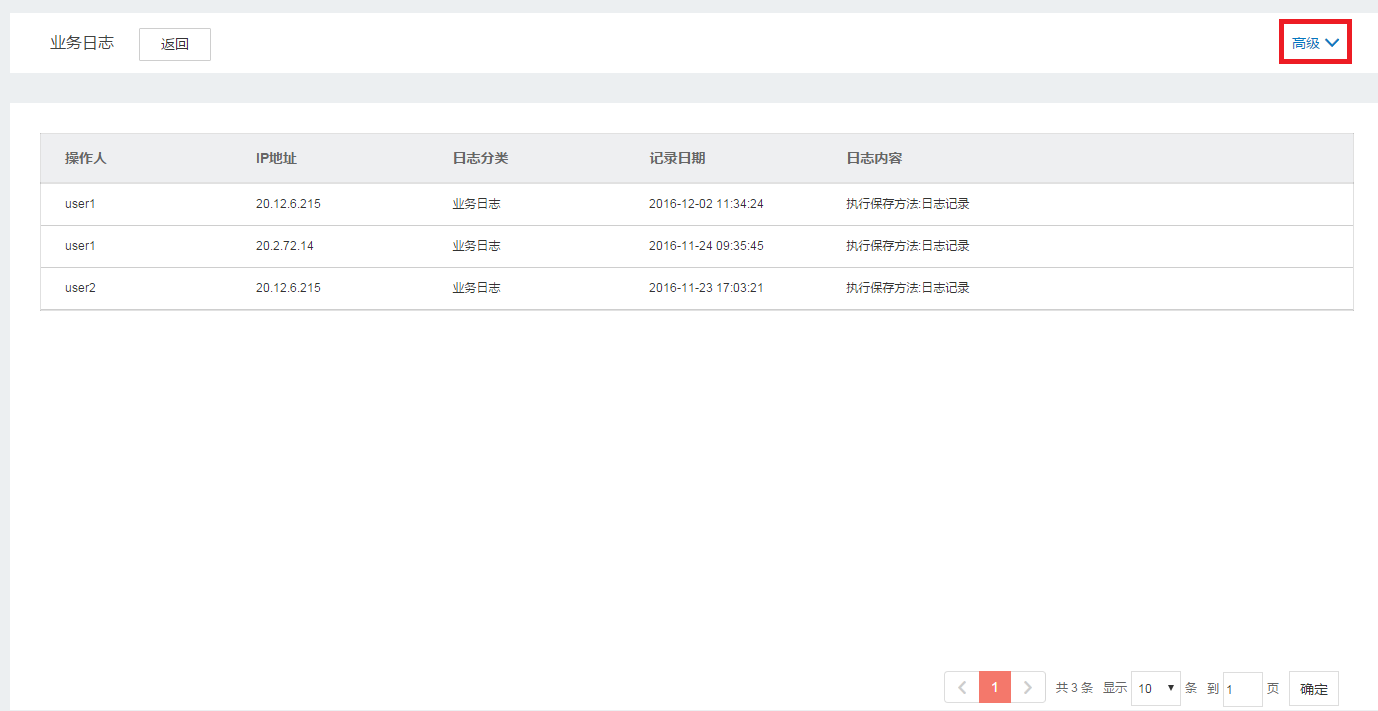 业务日志 返回 高级
操作人 IP地址 日志分类 记录日期 日志内容
user1 20.12.6.215 业务日志 2016-12-02 11:34:24 执行保存方法:日志记录
user1 20.2.72.14 业务日志 2016-11-24 09:35:45 执行保存方法:日志记录
user2 20.12.6.215 业务日志 2016-11-23 17:03:21 执行保存方法:日志记录
1 共3条 显示 10 条 到 1 页 确定